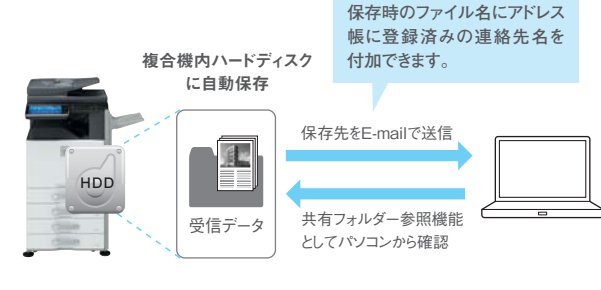 保存時のファイル名にアドレス
帳に登録済みの連絡先名を
付加できます。
複合機内ハードディスク
に自動保存
保存先をE-mailで送信
HDD
受信データ
共有フォルダー参照機能
としてパソコンから確認